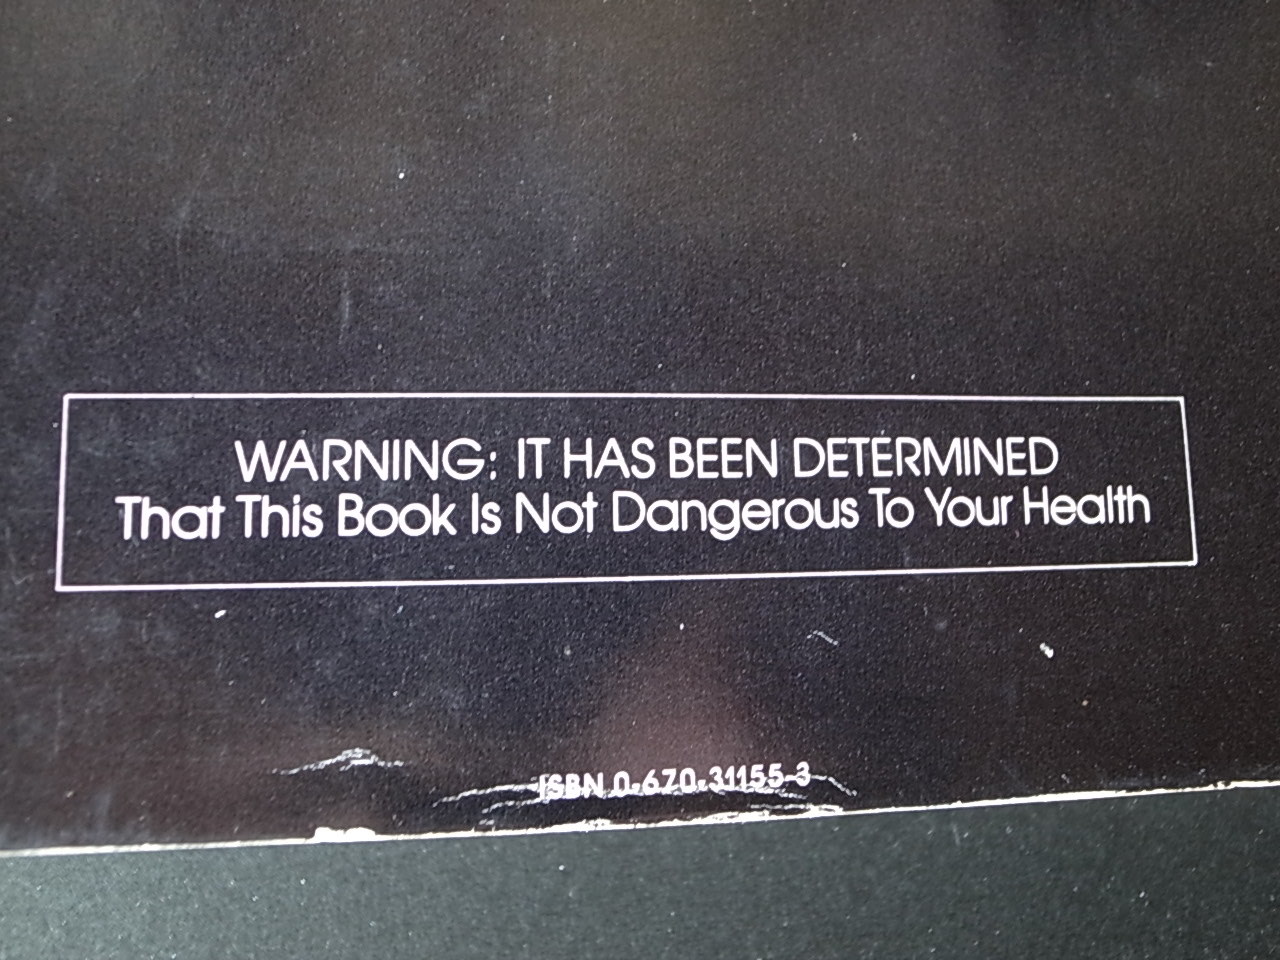 WARNING: IT HAS BEEN DETERMINED
That This Book Is Not Dangerous To Your Health
ISBN 0-670-31155-3